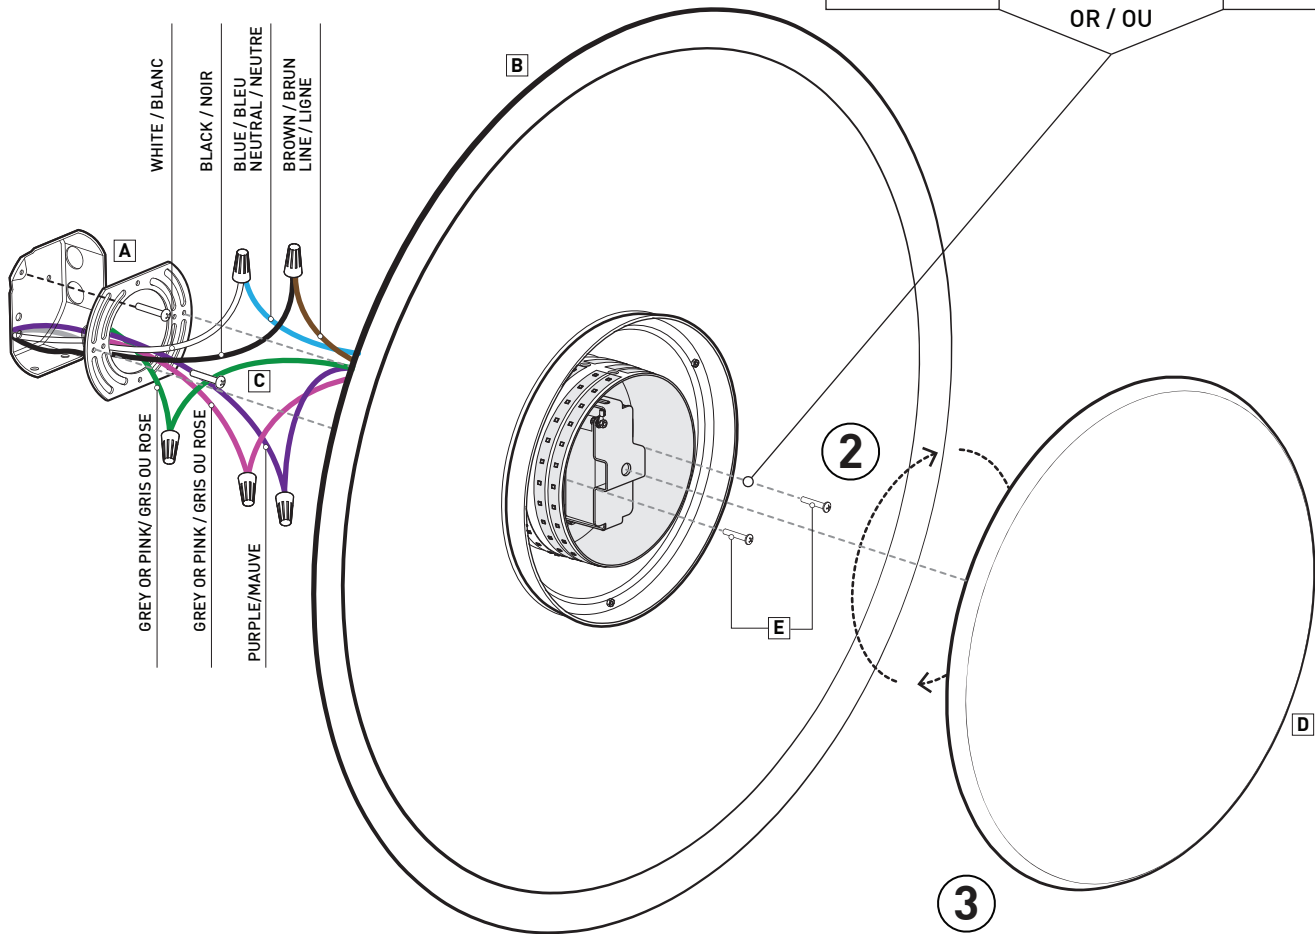 OR / OU
B
WHITE / BLANC
BLACK / NOIR
BLUE / BLEU
NEUTRAL / NEUTRE
BROWN / BRUN
LINE / LIGNE
A
C
2
GREY OR PINK/ GRIS OU ROSE
GREY OR PINK / GRIS OU ROSE
PURPLE/MAUVE
E
D
3